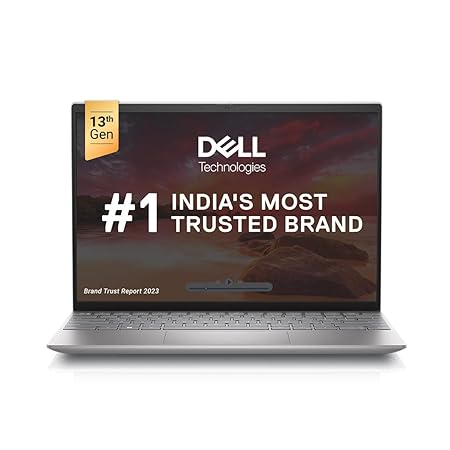 13th
Gen
DELL
Technologies
#1 INDIA'S MOST
TRUSTED BRAND
Brand Trust Report 2023